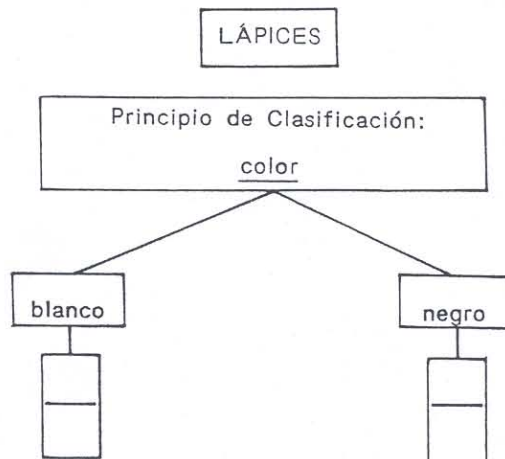 LÁPICES
Principio de Clasificación:
color
blanco
negro